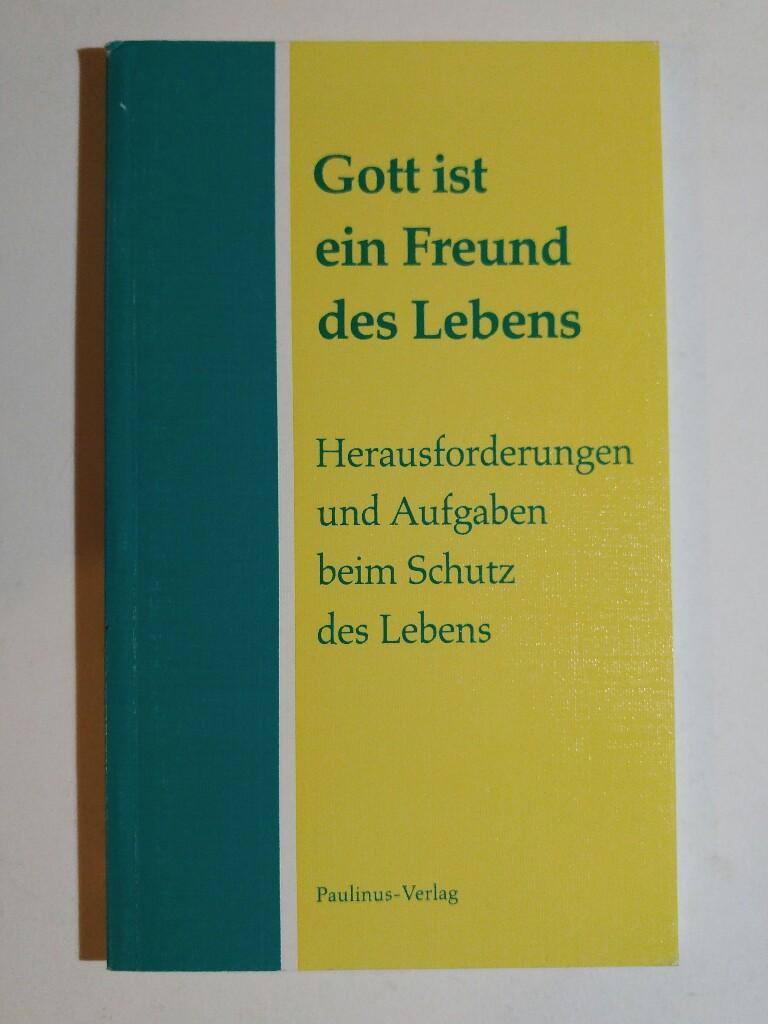 Gott ist
ein Freund
des Lebens
Herausforderungen
und Aufgaben
beim Schutz
des Lebens
Paulinus-Verlag